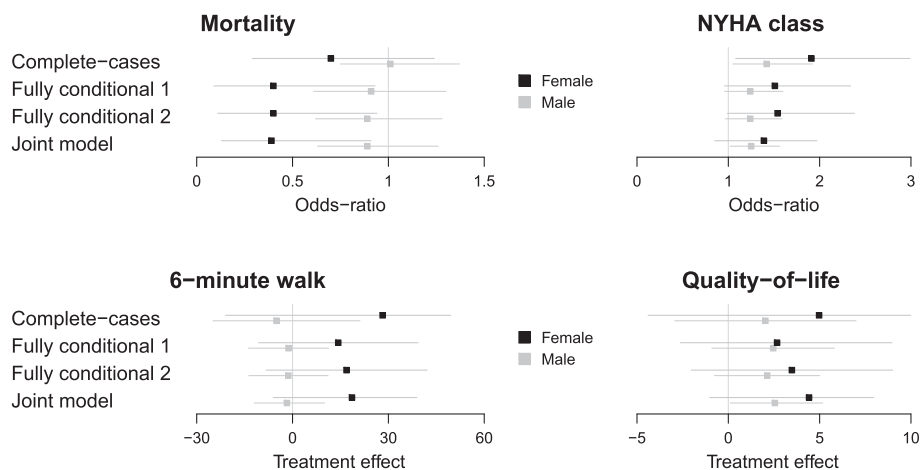 Mortality
NYHA class
Complete−cases
Fully conditional 1
Fully conditional 2
Joint model
Female
Male
0 0.5 1 1.5
Odds−ratio
0 1 2 3
Odds−ratio
6−minute walk
Quality−of−life
Complete−cases
Fully conditional 1
Fully conditional 2
Joint model
Female
Male
−30 0 30 60
Treatment effect
−5 0 5 10
Treatment effect